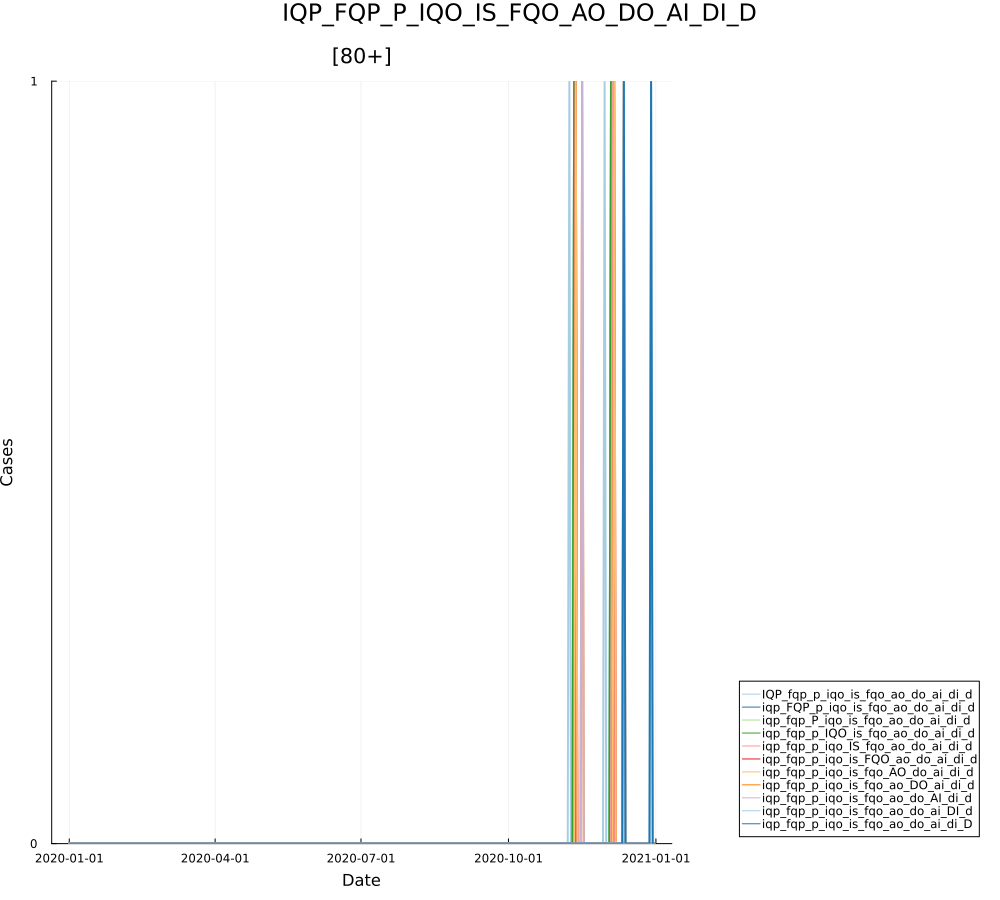 IQP_FQP_P_IQO_IS_FQO_AO_DO_AI_DI_D
[80+]
1
Cases
0
2020-01-01 2020-04-01 2020-07-01 2020-10-01 2021-01-01
Date
IQP_fqp_p_iqo_is_fqo_ao_do_ai_di_d
iqp_FQP_p_iqo_is_fqo_ao_do_ai_di_d
iqp_fqp_P_iqo_is_fqo_ao_do_ai_di_d
iqp_fqp_p_IQO_is_fqo_ao_do_ai_di_d
iqp_fqp_p_iqo_IS_fqo_ao_do_ai_di_d
iqp_fqp_p_iqo_is_FQO_ao_do_ai_di_d
iqp_fqp_p_iqo_is_fqo_AO_do_ai_di_d
iqp_fqp_p_iqo_is_fqo_ao_DO_ai_di_d
iqp_fqp_p_iqo_is_fqo_ao_do_AI_di_d
iqp_fqp_p_iqo_is_fqo_ao_do_ai_DI_d
iqp_fqp_p_iqo_is_fqo_ao_do_ai_di_D